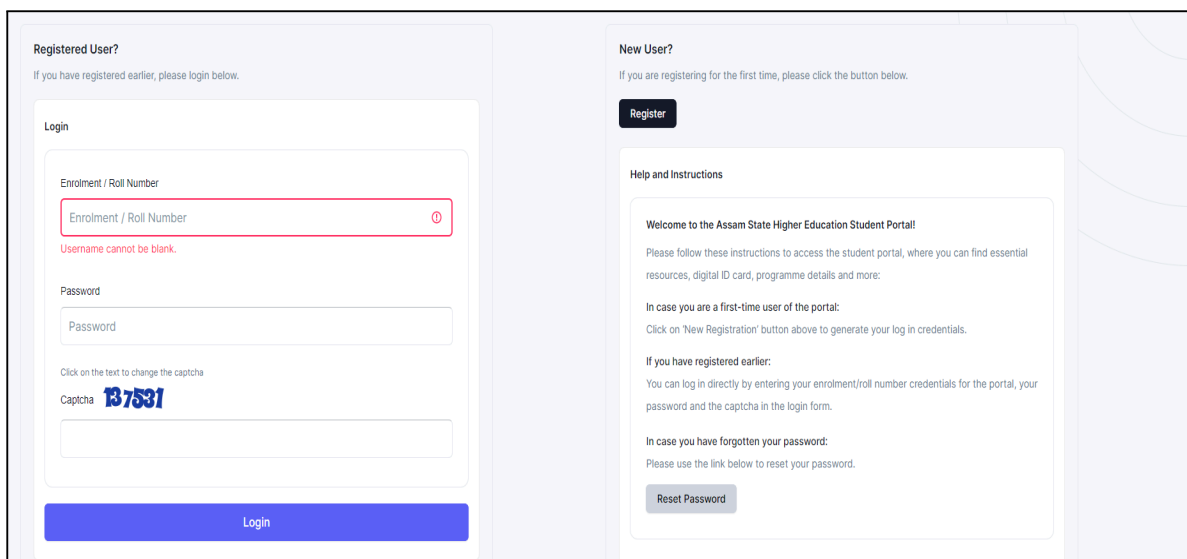 Registered User?
If you have registered earlier, please login below.
Login
Enrolment / Roll Number
Enrolment / Roll Number
Username cannot be blank.
Password
Password
Click on the text to change the captcha
Captcha 137531
Login
New User?
If you are registering for the first time, please click the button below.
Register
Help and Instructions
Welcome to the Assam State Higher Education Student Portal!
Please follow these instructions to access the student portal, where you can find essential
resources, digital ID card, programme details and more:
In case you are a first-time user of the portal:
Click on 'New Registration' button above to generate your log in credentials.
If you have registered earlier:
You can log in directly by entering your enrolment/roll number credentials for the portal, your
password and the captcha in the login form.
In case you have forgotten your password:
Please use the link below to reset your password.
Reset Password